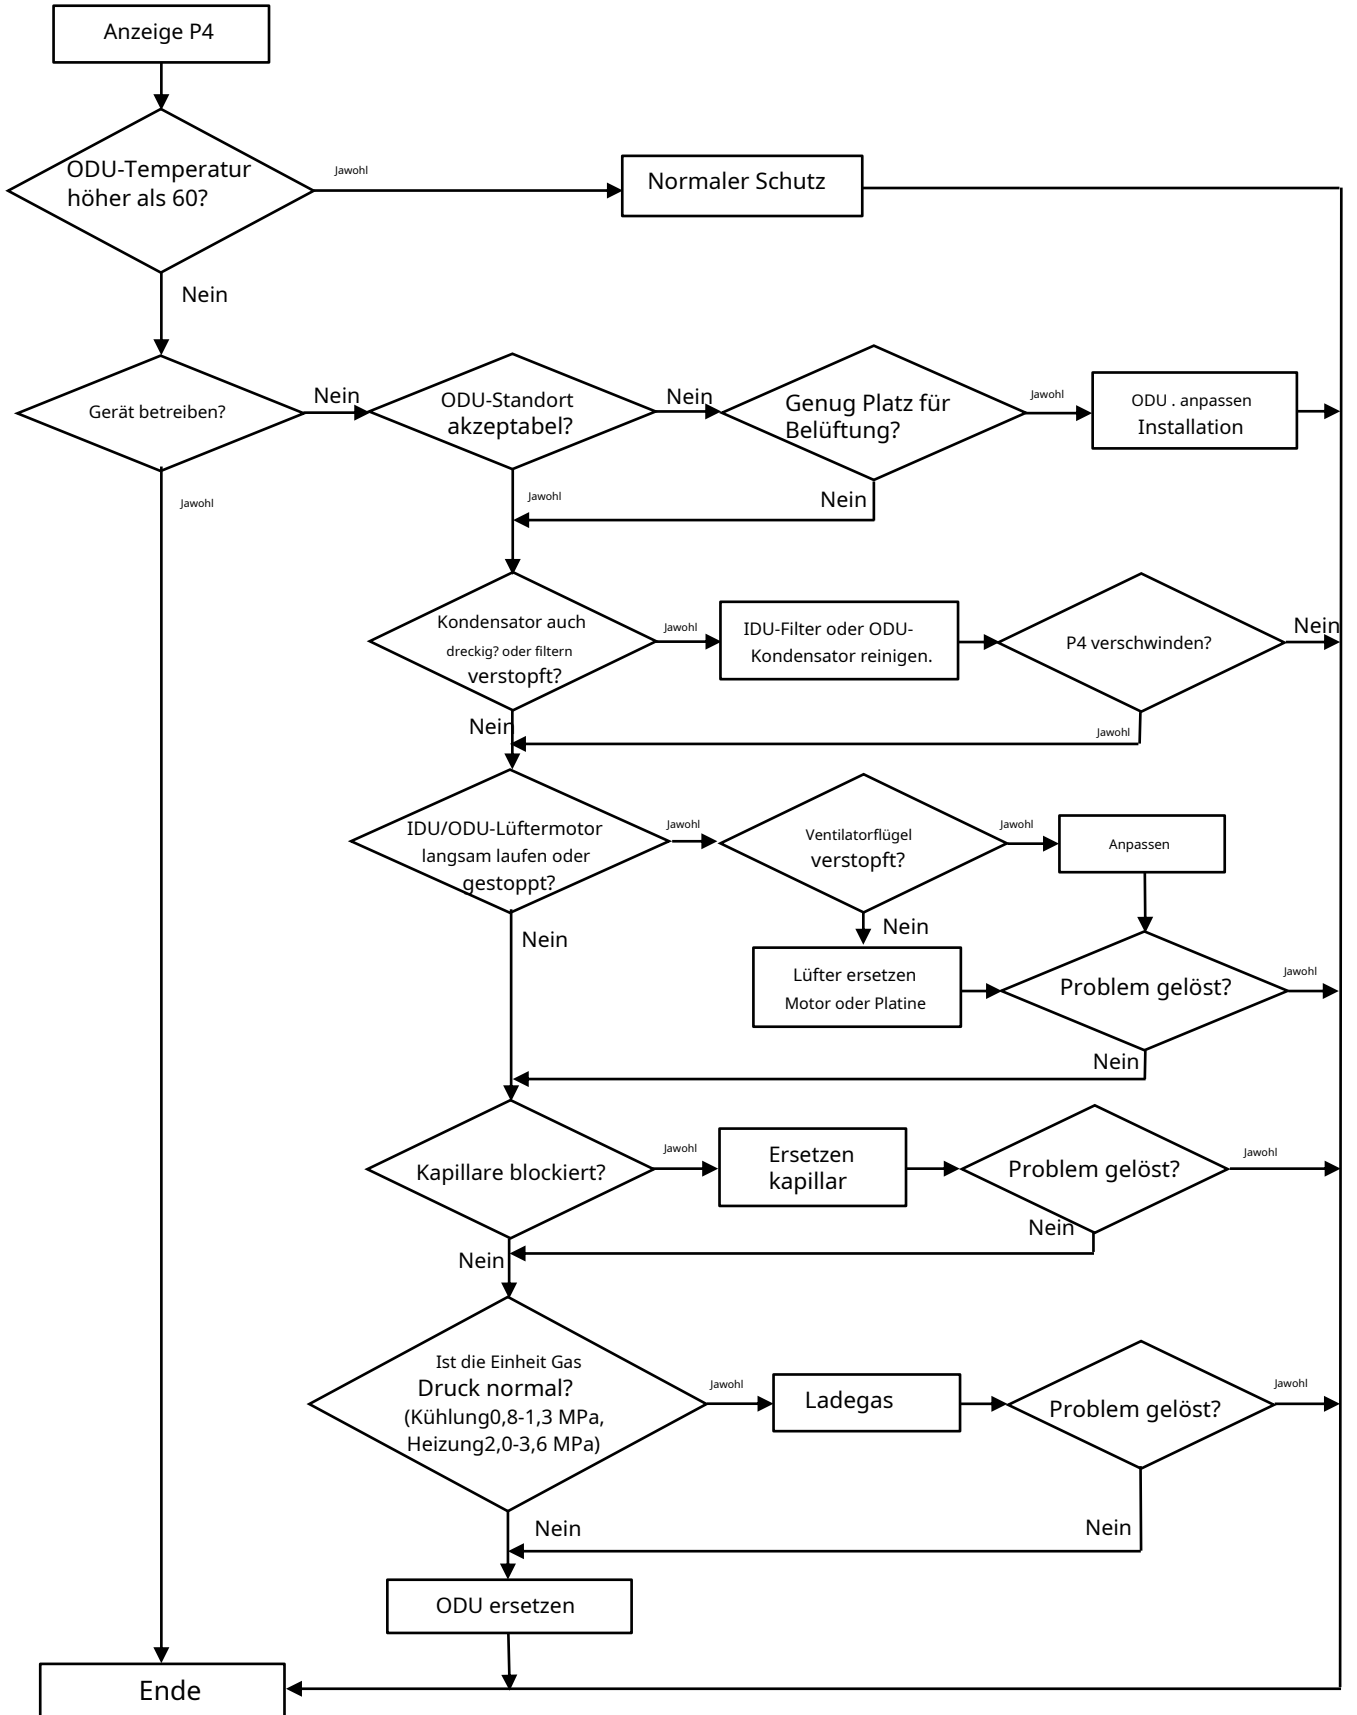 Anzeige P4
ODU-Temperatur
höher als 60?
Jawohl
Normaler Schutz
Nein
Gerät betreiben?
Nein
ODU-Standort
akzeptabel?
Nein
Genug Platz für
Belüftung?
Jawohl
ODU . anpassen
Installation
Jawohl
Jawohl
Nein
Kondensator auch
dreckig? oder filtern
verstopft?
Jawohl
IDU-Filter oder ODU-
Kondensator reinigen.
P4 verschwinden?
Nein
Nein
Jawohl
IDU/ODU-Lüftermotor
langsam laufen oder
gestoppt?
Jawohl
Ventilatorflügel
verstopft?
Jawohl
Anpassen
Nein
Nein
Lüfter ersetzen
Motor oder Platine
Problem gelöst?
Jawohl
Nein
Kapillare blockiert?
Jawohl
Ersetzen
kapillar
Problem gelöst?
Jawohl
Nein
Nein
Ist die Einheit Gas
Druck normal?
(Kühlung0,8-1,3 MPa,
Heizung2,0-3,6 MPa)
Jawohl
Ladegas
Problem gelöst?
Jawohl
Nein
Nein
ODU ersetzen
Ende